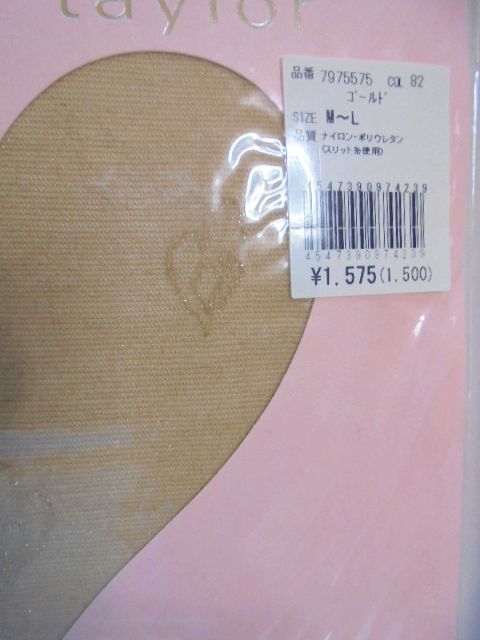 taylor
品番 7975575 COL 82
ゴールド
SIZE M～L
品質 ナイロン・ポリウレタン
(スリット糸使用)
4547390974239
4547390974239
¥1,575(1,500)